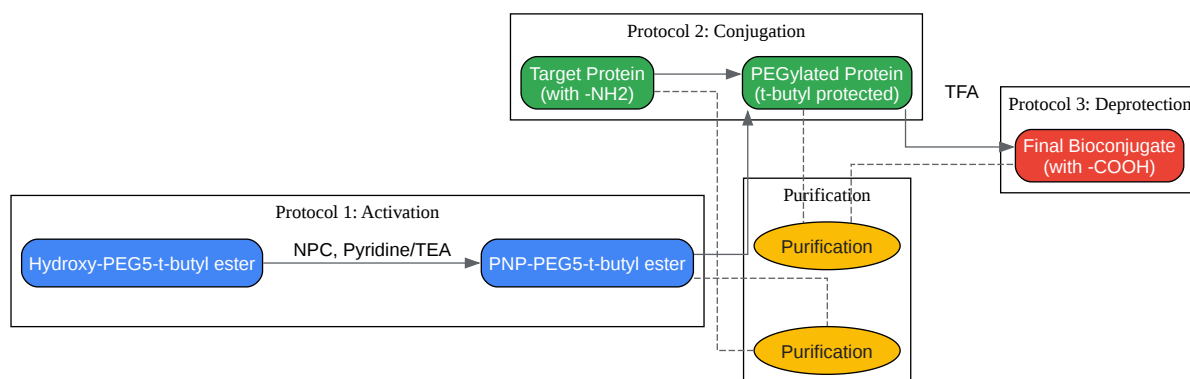 Protocol 2: Conjugation
Target Protein
(with -NH2)
PEGylated Protein
(t-butyl protected)
TFA
Protocol 3: Deprotection
Final Bioconjugate
(with -COOH)
Purification
Purification
Protocol 1: Activation
Hydroxy-PEG5-t-butyl ester
NPC, Pyridine/TEA
PNP-PEG5-t-butyl ester
Purification